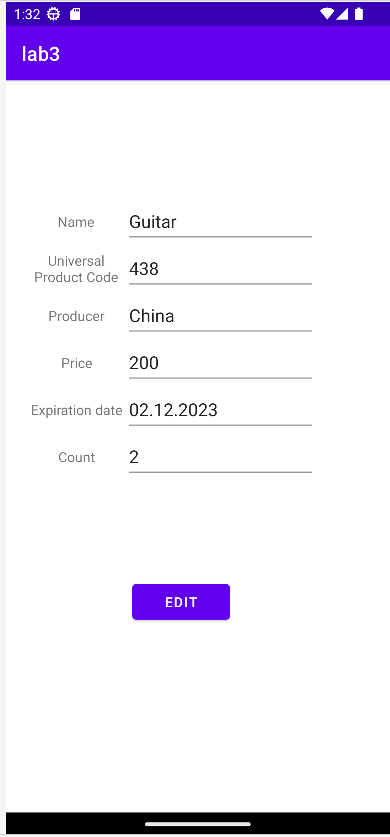 1:32
lab3
Name Guitar
Universal
Product Code 438
Producer China
Price 200
Expiration date 02.12.2023
Count 2
EDIT